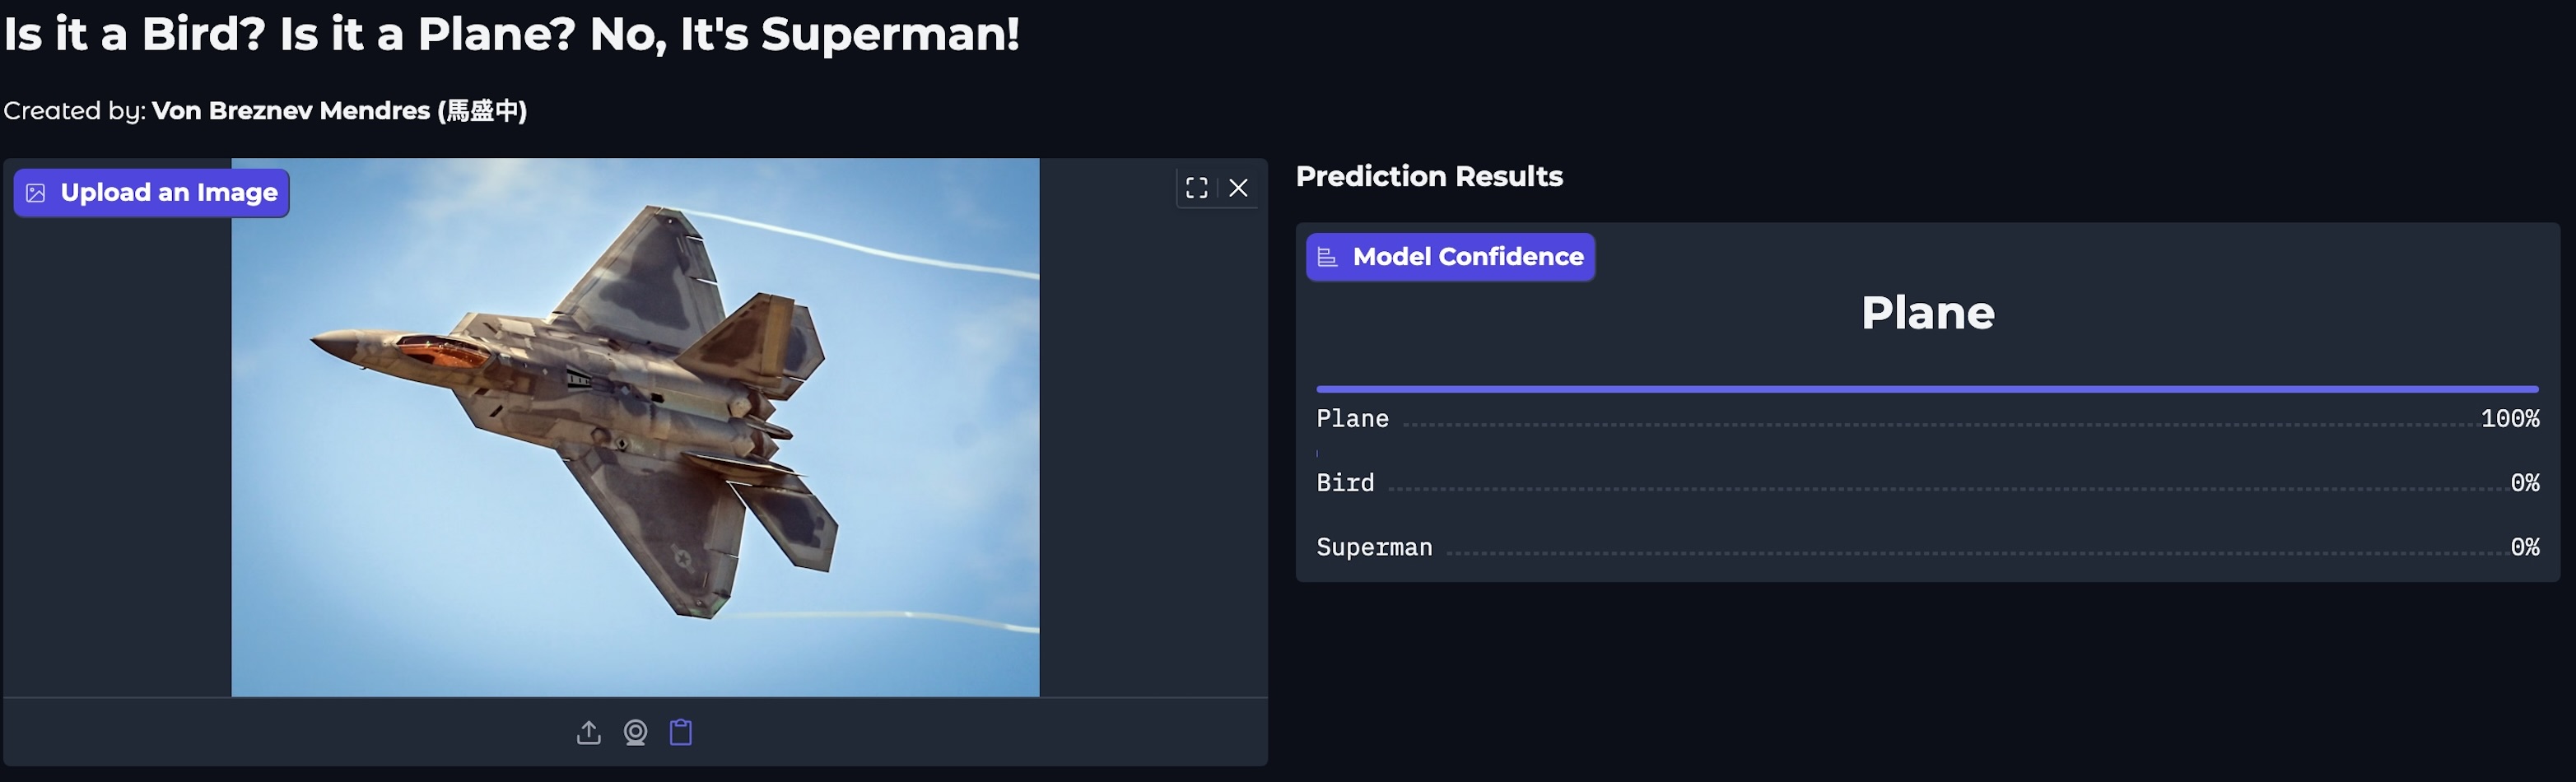 Is it a Bird? Is it a Plane? No, It's Superman!
Created by: Von Breznev Mendres (馬盛中)
Upload an Image
Prediction Results
Model Confidence
Plane
Plane 100%
Bird 0%
Superman 0%